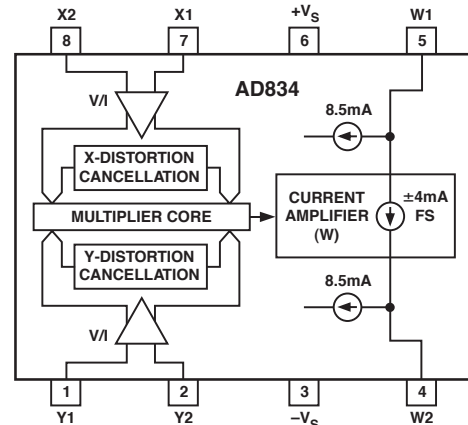 X2 X1 +VS W1
8 7 6 5
V/I
AD834
8.5mA
X-DISTORTION
CANCELLATION
MULTIPLIER CORE
CURRENT
AMPLIFIER
(W)
±4mA
FS
Y-DISTORTION
CANCELLATION
8.5mA
V/I
1 2 3 4
Y1 Y2 –VS W2